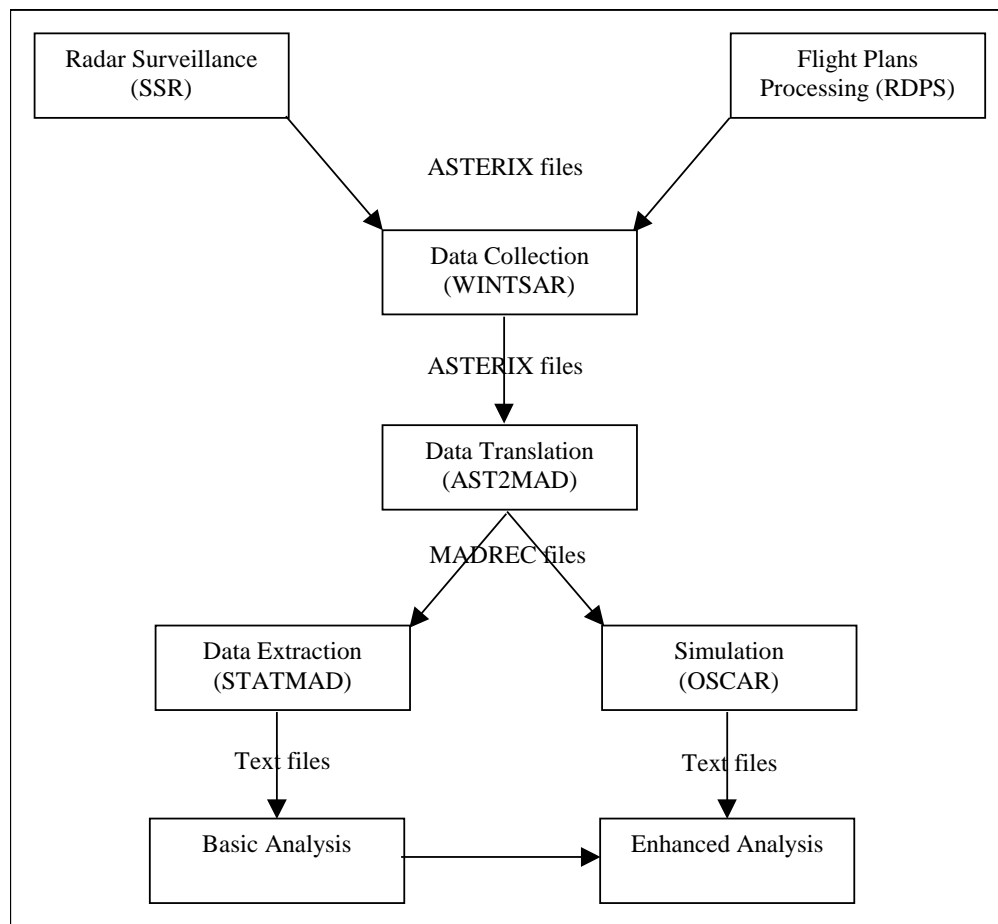 Radar Surveillance
(SSR)
Flight Plans
Processing (RDPS)
ASTERIX files
Data Collection
(WINTSAR)
ASTERIX files
Data Translation
(AST2MAD)
MADREC files
Data Extraction
(STATMAD)
Simulation
(OSCAR)
Text files
Text files
Basic Analysis
Enhanced Analysis